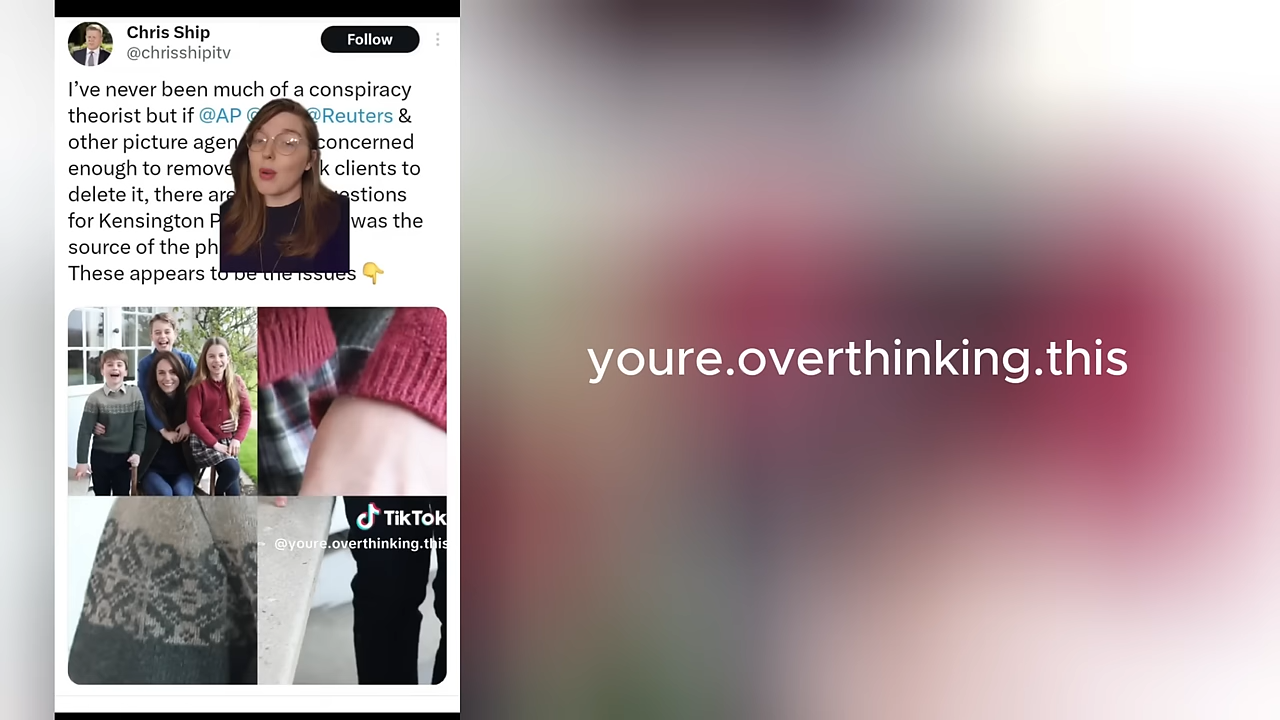 Chris Ship
@chrisshipitv
Follow
I’ve never been much of a conspiracy
theorist but if @AP @Reuters &
other picture agen concerned
enough to remove k clients to
delete it, there are estions
for Kensington P was the
source of the ph
These appears to be the issues 👇
TikTok
@youre.overthinking.this
youre.overthinking.this